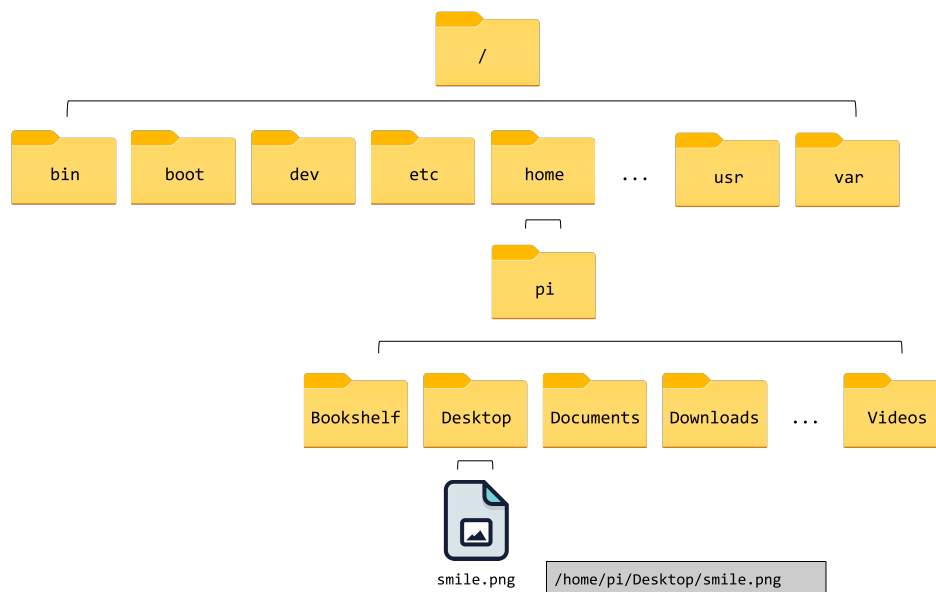 /
bin boot dev etc home ... usr var
pi
Bookshelf Desktop Documents Downloads ... Videos
smile.png /home/pi/Desktop/smile.png